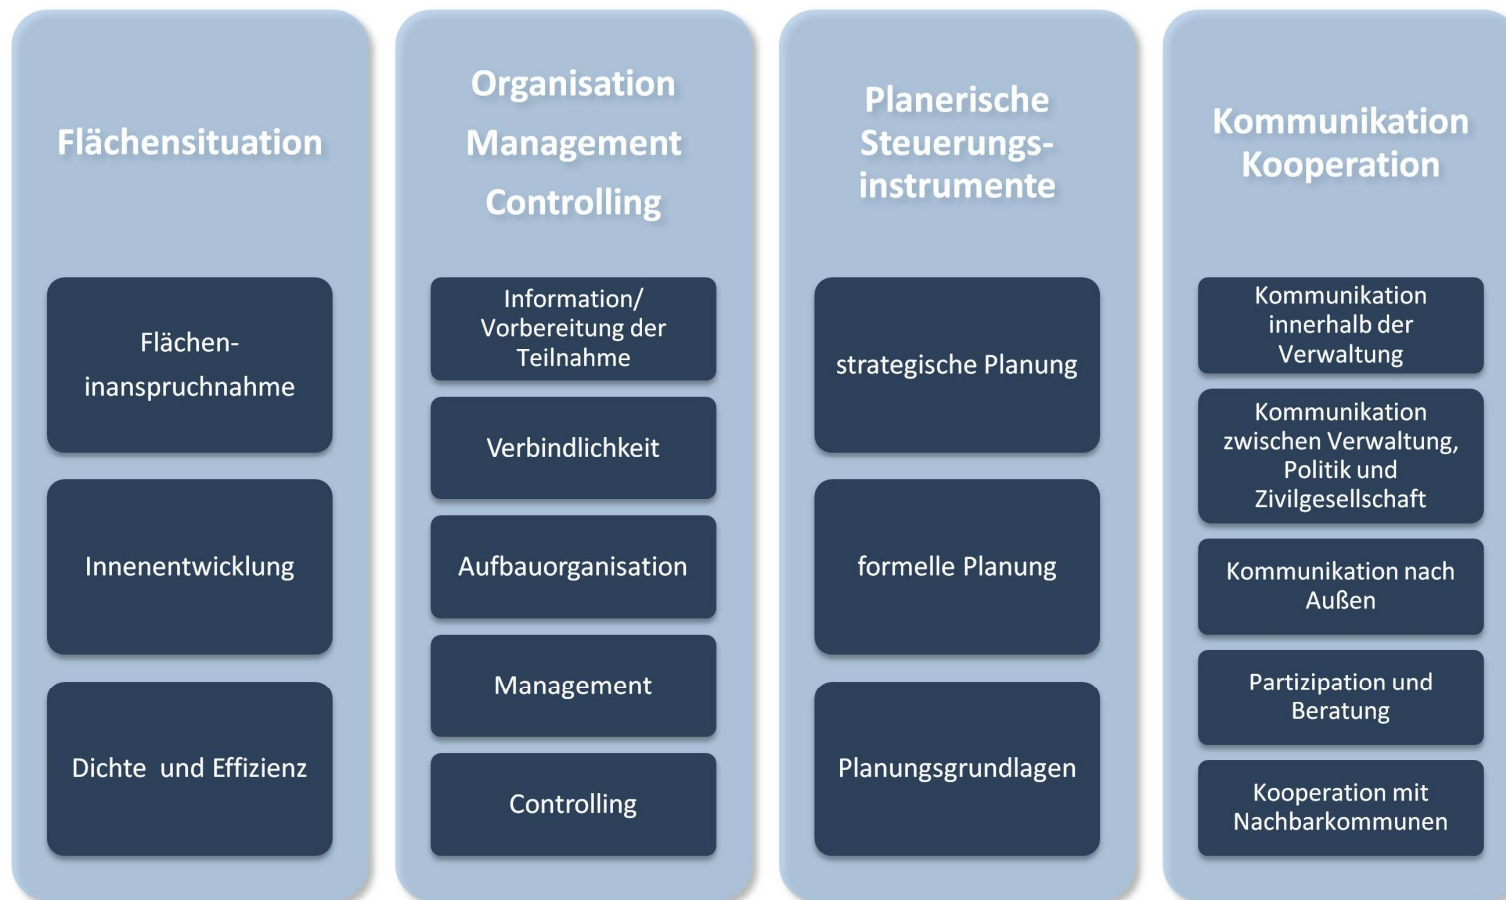 Flächensituation
Flächen-
inanspruchnahme
Innenentwicklung
Dichte und Effizienz
Organisation
Management
Controlling
Information/
Vorbereitung der
Teilnahme
Verbindlichkeit
Aufbauorganisation
Management
Controlling
Planerische
Steuerungs-
instrumente
strategische Planung
formelle Planung
Planungsgrundlagen
Kommunikation
Kooperation
Kommunikation
innerhalb der
Verwaltung
Kommunikation
zwischen Verwaltung,
Politik und
Zivilgesellschaft
Kommunikation nach
Außen
Partizipation und
Beratung
Kooperation mit
Nachbarkommunen